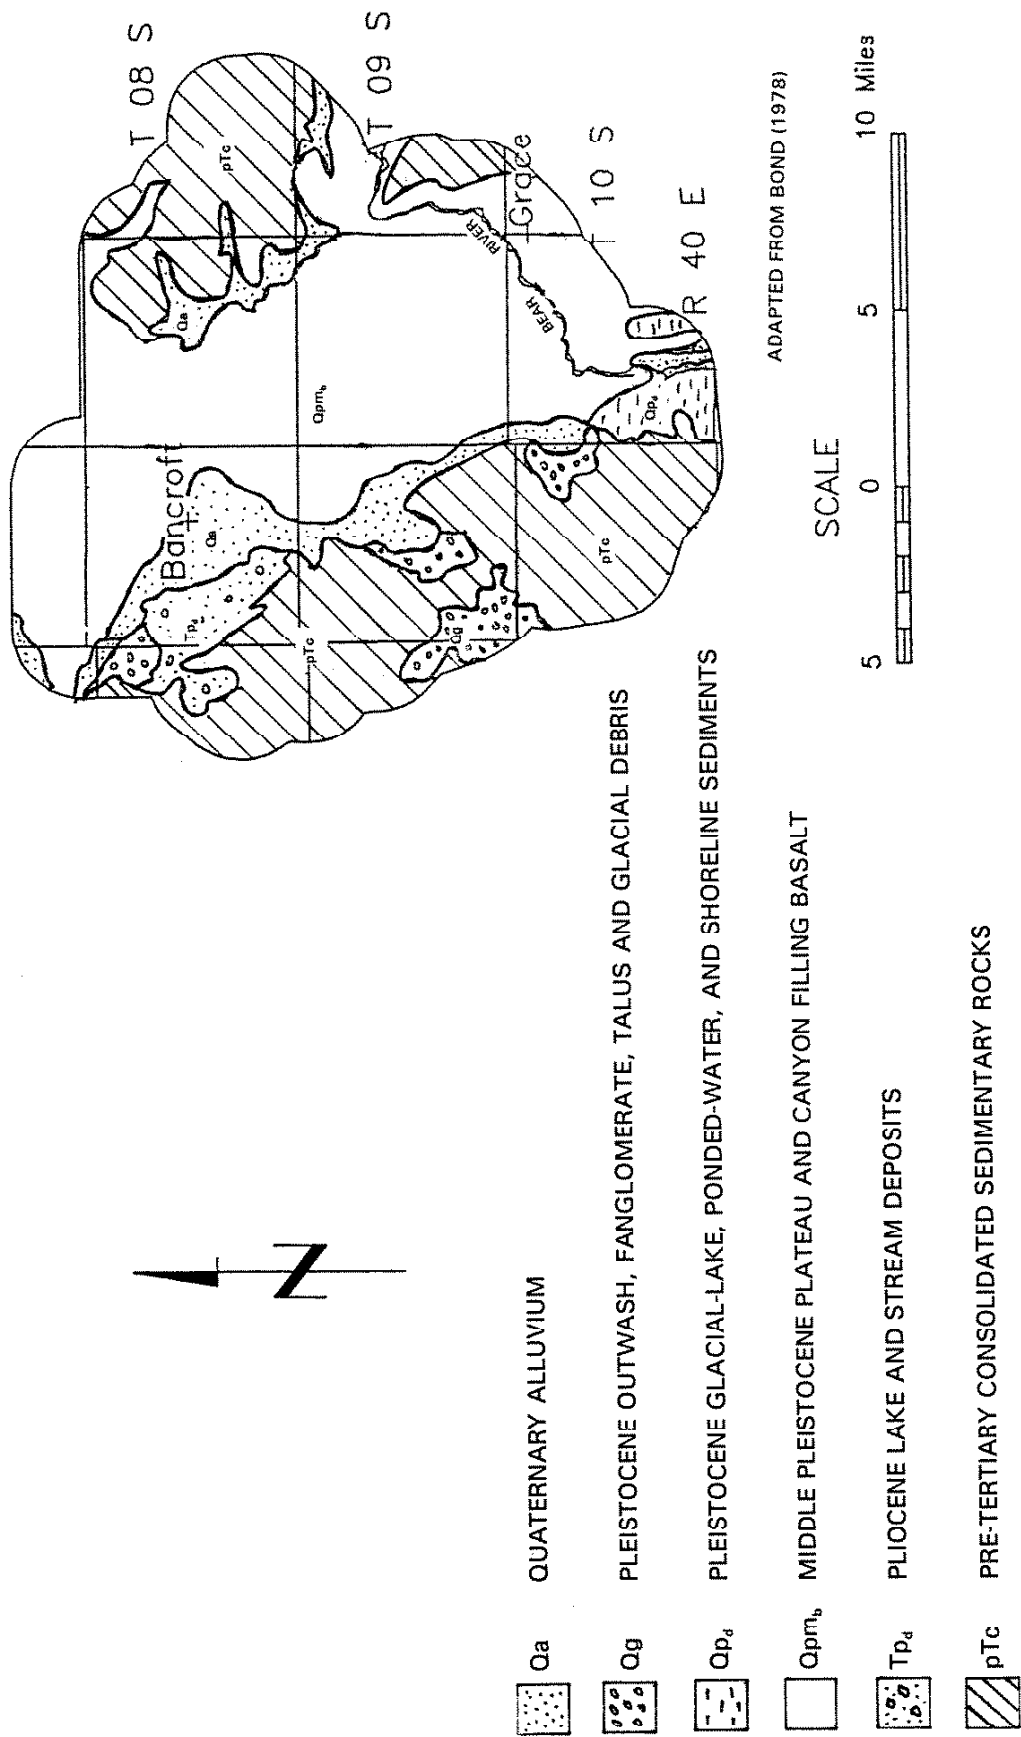 T 08 S
T 09 S
10 S
R 40 E
Bancroft
Grace
BEAR
RIVER
pTc
Qa
Qpmb
Qa
Tpd
pTc
Qg
pTc
Qpd
ADAPTED FROM BOND (1978)
SCALE
5 0 5 10 Miles
N
Qa QUATERNARY ALLUVIUM
Qg PLEISTOCENE OUTWASH, FANGLOMERATE, TALUS AND GLACIAL DEBRIS
Qpd PLEISTOCENE GLACIAL-LAKE, PONDED-WATER, AND SHORELINE SEDIMENTS
Qpmb MIDDLE PLEISTOCENE PLATEAU AND CANYON FILLING BASALT
Tpd PLIOCENE LAKE AND STREAM DEPOSITS
pTc PRE-TERTIARY CONSOLIDATED SEDIMENTARY ROCKS